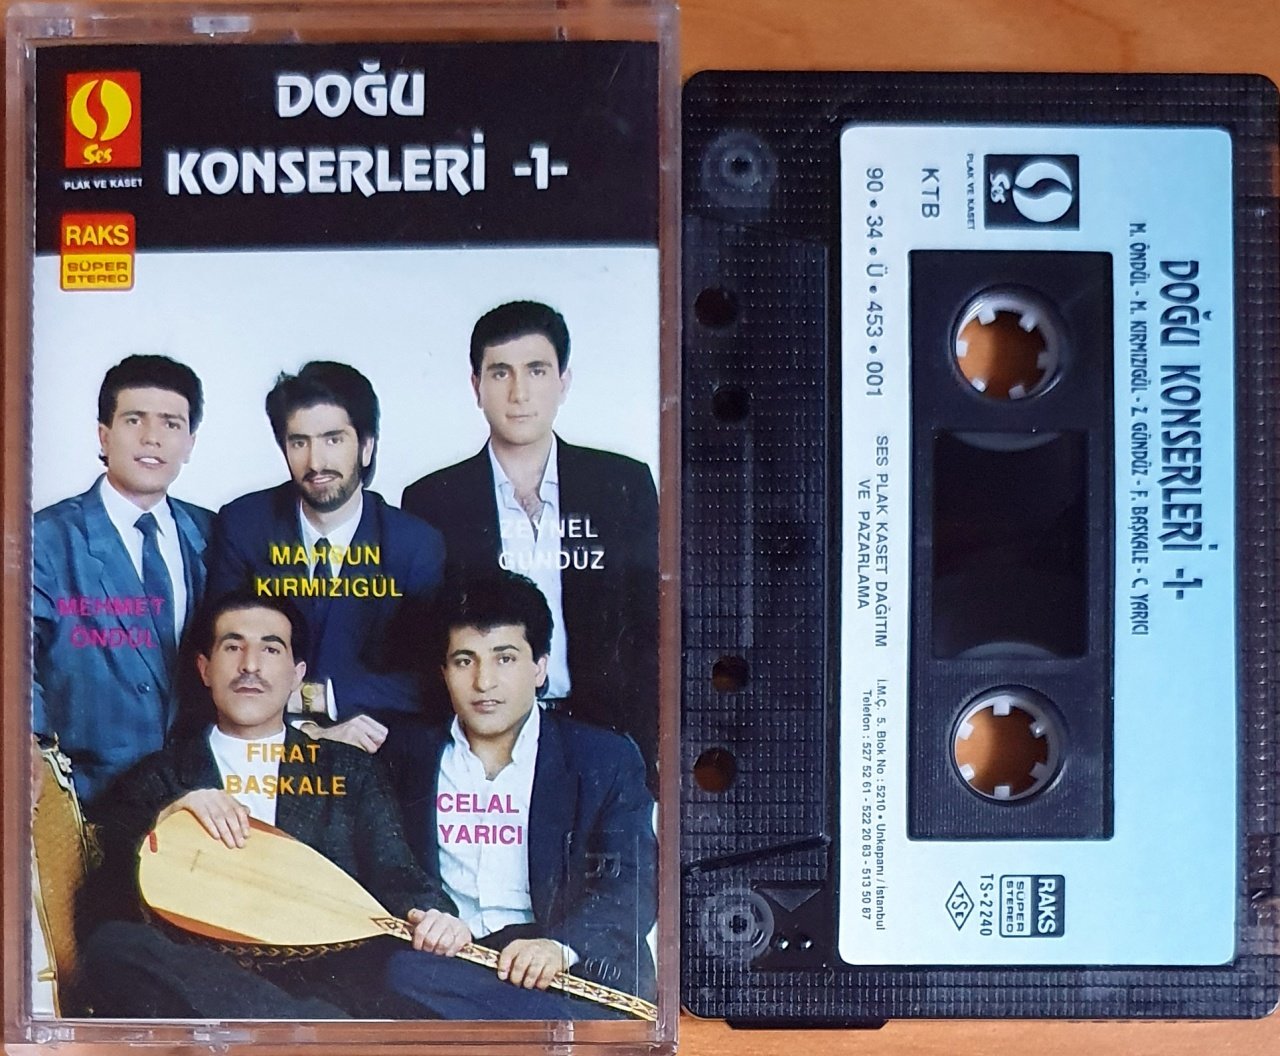 DOĞU
KONSERLERİ -1-
Ses
PLAK VE KASET
RAKS
SÜPER
STEREO
ZEYNEL
GÜNDÜZ
MAHSUN
KIRMIZIGÜL
MEHMET
ÖNDÜL
FIRAT
BAŞKALE
CELAL
YARICI
DOĞU KONSERLERİ -1-
M. ÖNDÜL - M. KIRMIZIGÜL - Z. GÜNDÜZ - F. BAŞKALE - C. YARICI
Ses
PLAK VE KASET
KTB
90 • 34 • Ü • 453 • 001
SES PLAK KASET DAĞITIM
VE PAZARLAMA
İ.M.Ç. 5. Blok No : 5210 • Unkapanı / İstanbul
Telefon : 527 52 61 - 522 20 83 - 513 50 87
RAKS
SÜPER
STEREO
TS•2240
TSE